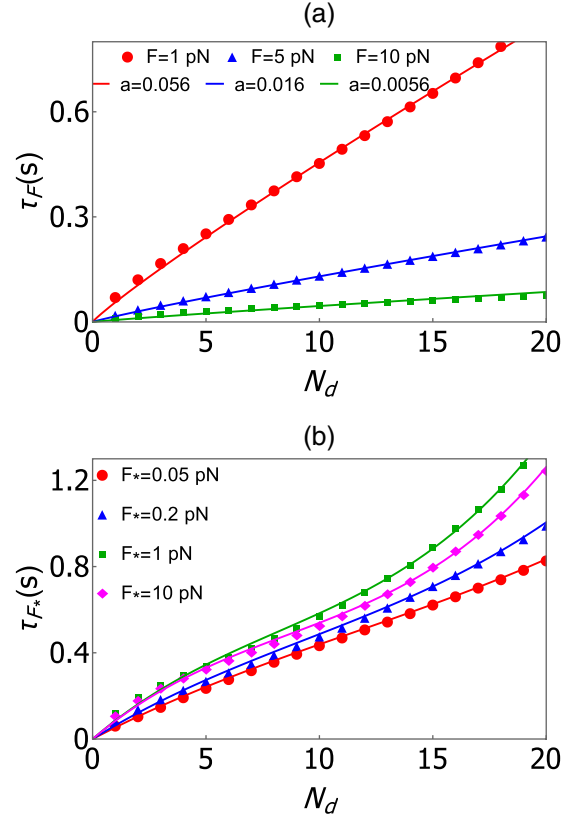 (a)
F=1 pN F=5 pN F=10 pN
a=0.056 a=0.016 a=0.0056
0.6
0.3
0
τF(s)
0 5 10 15 20
Nd
(b)
F*=0.05 pN
F*=0.2 pN
F*=1 pN
F*=10 pN
1.2
0.8
0.4
0
τF*(s)
0 5 10 15 20
Nd